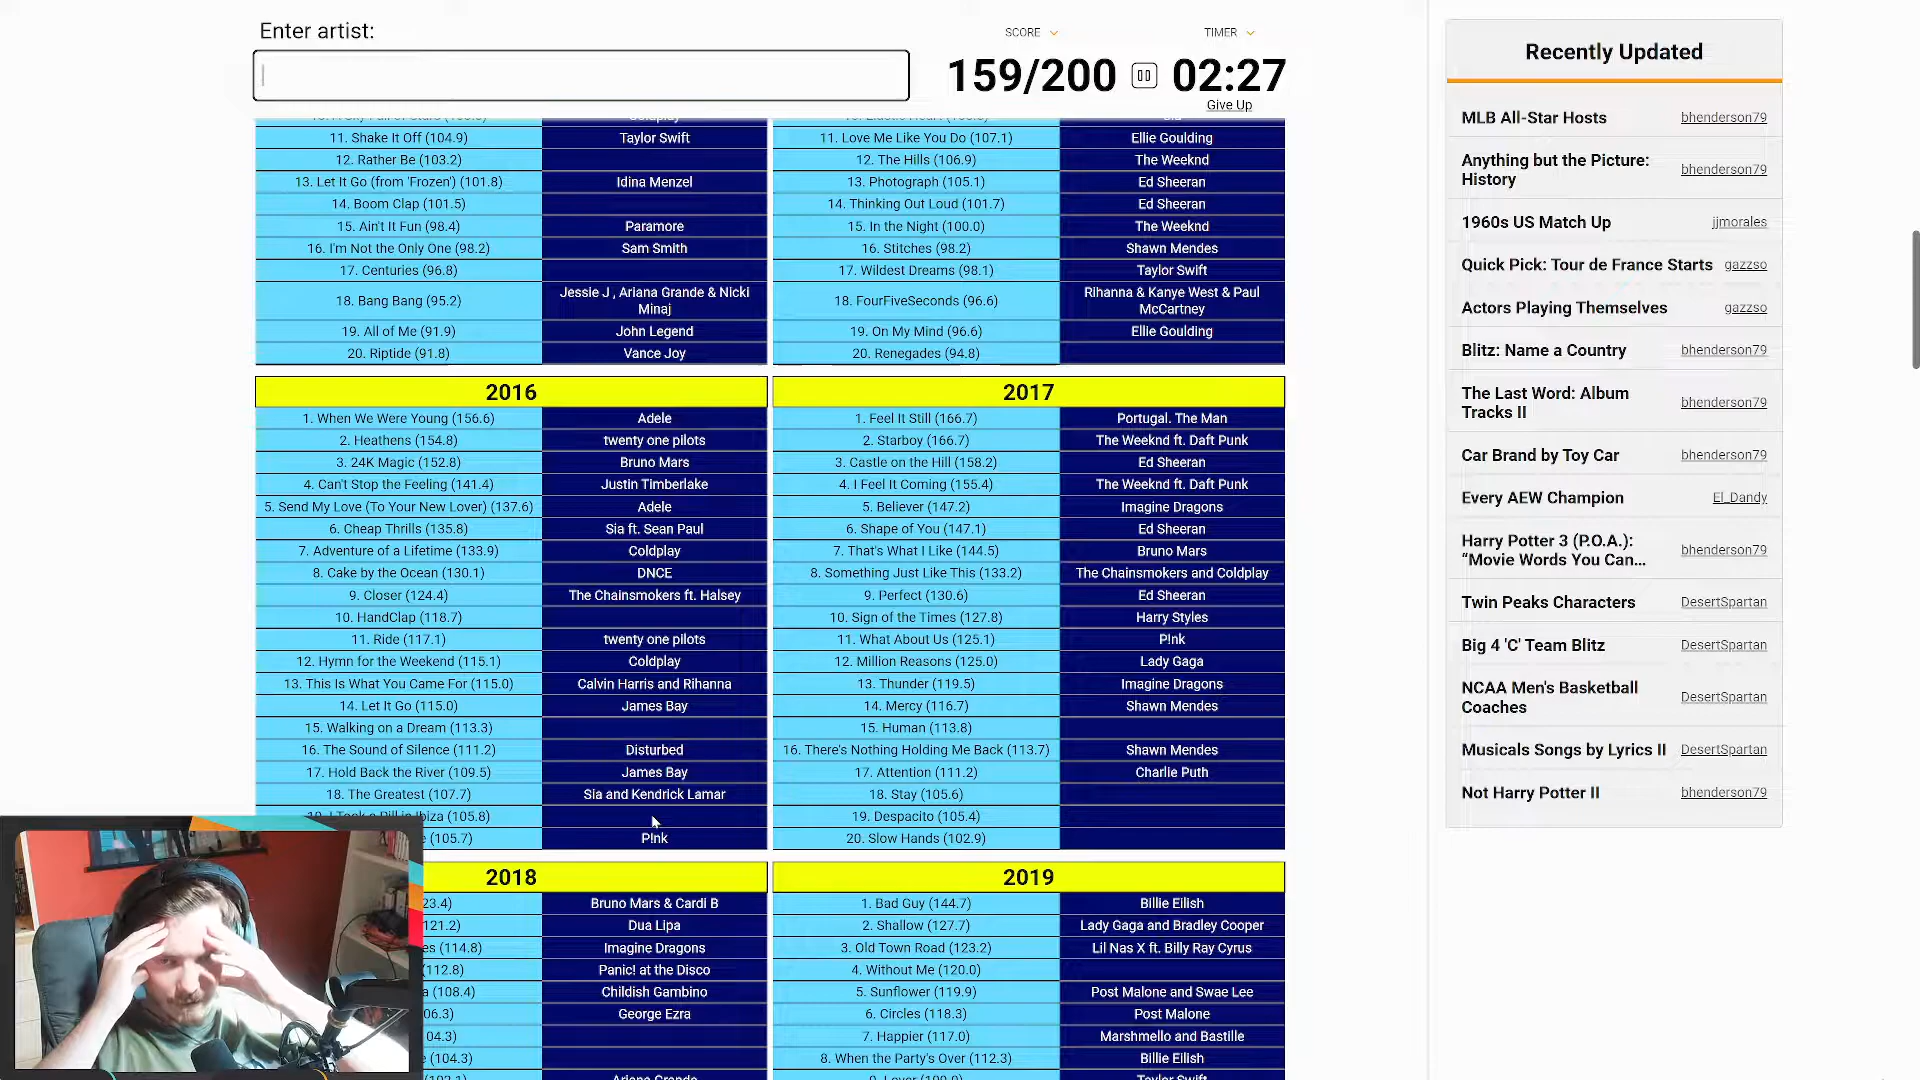 Enter artist:
SCORE
TIMER
159/200
02:27
Give Up
11. Shake It Off (104.9) Taylor Swift
12. Rather Be (103.2)
13. Let It Go (from 'Frozen') (101.8) Idina Menzel
14. Boom Clap (101.5)
15. Ain't It Fun (98.4) Paramore
16. I'm Not the Only One (98.2) Sam Smith
17. Centuries (96.8)
18. Bang Bang (95.2) Jessie J , Ariana Grande & Nicki
Minaj
19. All of Me (91.9) John Legend
20. Riptide (91.8) Vance Joy
11. Love Me Like You Do (107.1) Ellie Goulding
12. The Hills (106.9) The Weeknd
13. Photograph (105.1) Ed Sheeran
14. Thinking Out Loud (101.7) Ed Sheeran
15. In the Night (100.0) The Weeknd
16. Stitches (98.2) Shawn Mendes
17. Wildest Dreams (98.1) Taylor Swift
18. FourFiveSeconds (96.6) Rihanna & Kanye West & Paul
McCartney
19. On My Mind (96.6) Ellie Goulding
20. Renegades (94.8)
2016
1. When We Were Young (156.6) Adele
2. Heathens (154.8) twenty one pilots
3. 24K Magic (152.8) Bruno Mars
4. Can't Stop the Feeling (141.4) Justin Timberlake
5. Send My Love (To Your New Lover) (137.6) Adele
6. Cheap Thrills (135.8) Sia ft. Sean Paul
7. Adventure of a Lifetime (133.9) Coldplay
8. Cake by the Ocean (130.1) DNCE
9. Closer (124.4) The Chainsmokers ft. Halsey
10. HandClap (118.7)
11. Ride (117.1) twenty one pilots
12. Hymn for the Weekend (115.1) Coldplay
13. This Is What You Came For (115.0) Calvin Harris and Rihanna
14. Let It Go (115.0) James Bay
15. Walking on a Dream (113.3)
16. The Sound of Silence (111.2) Disturbed
17. Hold Back the River (109.5) James Bay
18. The Greatest (107.7) Sia and Kendrick Lamar
19. I Took a Pill in Ibiza (105.8)
(105.7) P!nk
2017
1. Feel It Still (166.7) Portugal. The Man
2. Starboy (166.7) The Weeknd ft. Daft Punk
3. Castle on the Hill (158.2) Ed Sheeran
4. I Feel It Coming (155.4) The Weeknd ft. Daft Punk
5. Believer (147.2) Imagine Dragons
6. Shape of You (147.1) Ed Sheeran
7. That's What I Like (144.5) Bruno Mars
8. Something Just Like This (133.2) The Chainsmokers and Coldplay
9. Perfect (130.6) Ed Sheeran
10. Sign of the Times (127.8) Harry Styles
11. What About Us (125.1) P!nk
12. Million Reasons (125.0) Lady Gaga
13. Thunder (119.5) Imagine Dragons
14. Mercy (116.7) Shawn Mendes
15. Human (113.8)
16. There's Nothing Holding Me Back (113.7) Shawn Mendes
17. Attention (111.2) Charlie Puth
18. Stay (105.6)
19. Despacito (105.4)
20. Slow Hands (102.9)
2018
23.4) Bruno Mars & Cardi B
121.2) Dua Lipa
es (114.8) Imagine Dragons
(112.8) Panic! at the Disco
a (108.4) Childish Gambino
06.3) George Ezra
04.3)
(104.3)
2019
1. Bad Guy (144.7) Billie Eilish
2. Shallow (127.7) Lady Gaga and Bradley Cooper
3. Old Town Road (123.2) Lil Nas X ft. Billy Ray Cyrus
4. Without Me (120.0)
5. Sunflower (119.9) Post Malone and Swae Lee
6. Circles (118.3) Post Malone
7. Happier (117.0) Marshmello and Bastille
8. When the Party's Over (112.3) Billie Eilish
Recently Updated
MLB All-Star Hosts bhenderson79
Anything but the Picture:
History bhenderson79
1960s US Match Up jjmorales
Quick Pick: Tour de France Starts gazzso
Actors Playing Themselves gazzso
Blitz: Name a Country bhenderson79
The Last Word: Album
Tracks II bhenderson79
Car Brand by Toy Car bhenderson79
Every AEW Champion El_Dandy
Harry Potter 3 (P.O.A.):
“Movie Words You Can... bhenderson79
Twin Peaks Characters DesertSpartan
Big 4 'C' Team Blitz DesertSpartan
NCAA Men's Basketball
Coaches DesertSpartan
Musicals Songs by Lyrics II DesertSpartan
Not Harry Potter II bhenderson79